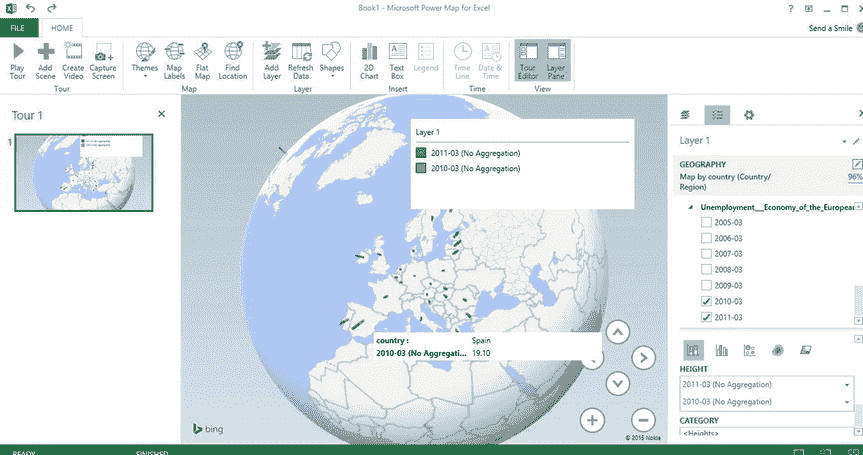 Book1 - Microsoft Power Map for Excel
?
Send a Smile
FILE
HOME
Play Tour
Add Scene
Create Video
Capture Screen
Themes
Map Labels
Flat Map
Find Location
Add Layer
Refresh Data
Shapes
2D Chart
Text Box
Legend
Time Line
Date & Time
Tour Editor
Layer Pane
Tour
Map
Layer
Insert
Time
View
Tour 1
1
Layer 1
2011-03 (No Aggregation)
2010-03 (No Aggregation)
country :
Spain
2010-03 (No Aggregati...
19.10
bing
© 2015 Nokia
Layer 1
GEOGRAPHY
Map by country (Country/
Region)
96%
Unemployment__Economy_of_the_European
2005-03
2006-03
2007-03
2008-03
2009-03
2010-03
2011-03
HEIGHT
2011-03 (No Aggregation)
2010-03 (No Aggregation)
CATEGORY
<Heights>
READY
FINISHED